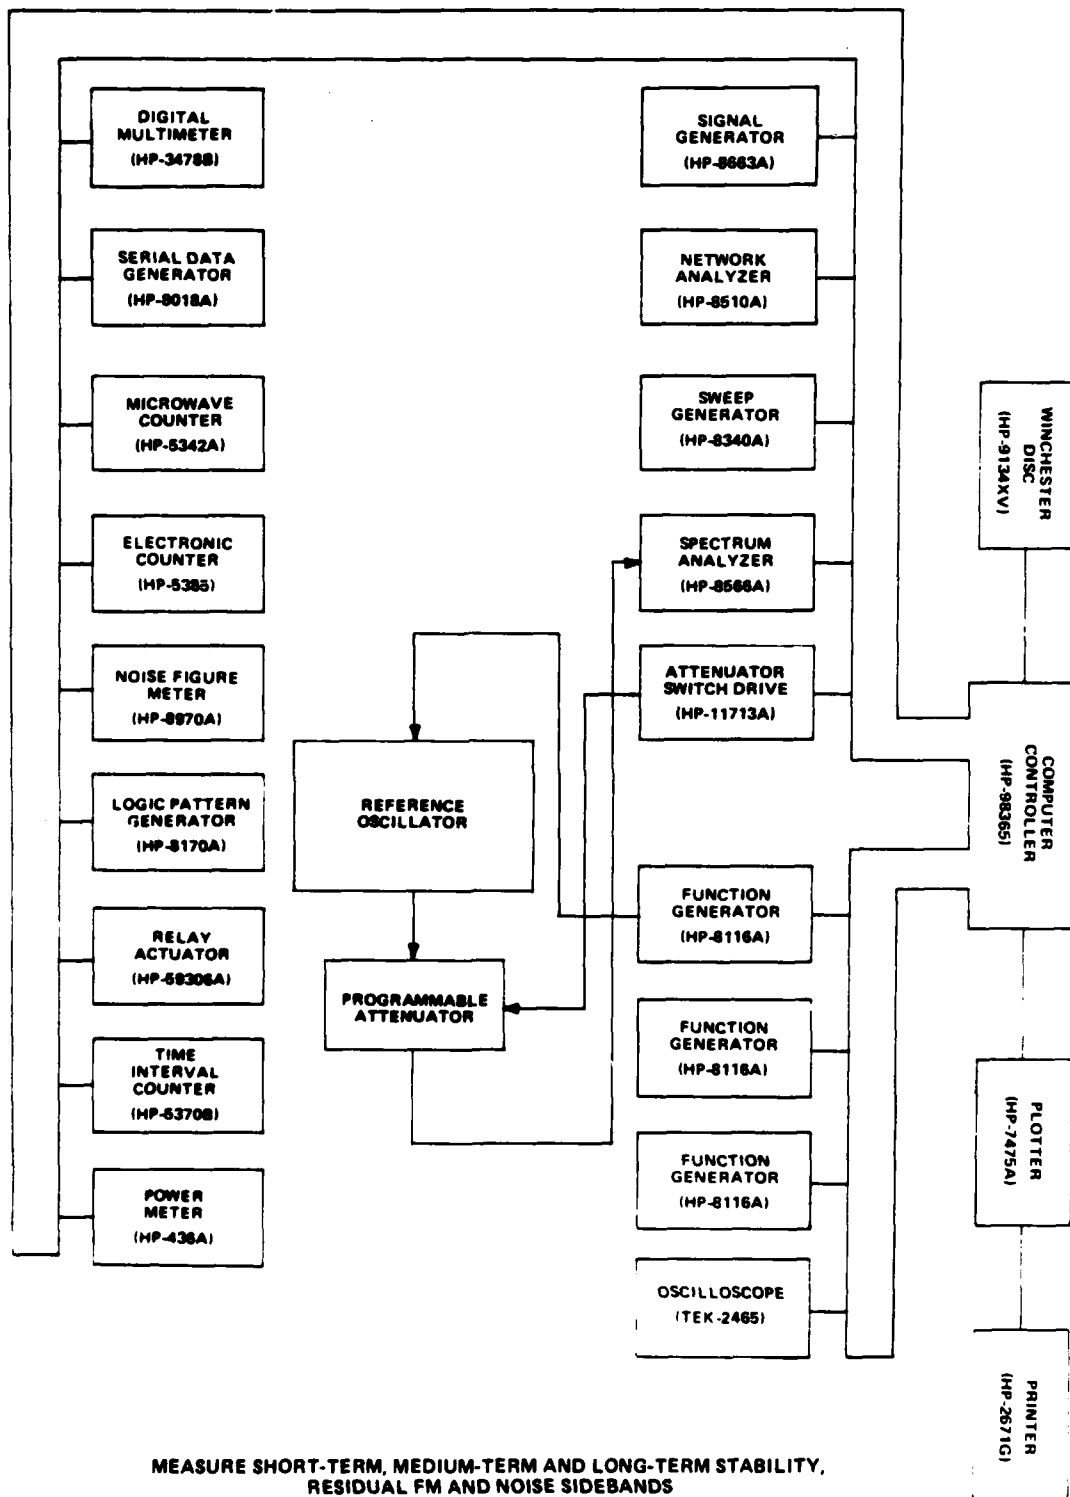 DIGITAL
MULTIMETER
(HP-3478B)
SERIAL DATA
GENERATOR
(HP-8018A)
MICROWAVE
COUNTER
(HP-5342A)
ELECTRONIC
COUNTER
(HP-5385)
NOISE FIGURE
METER
(HP-8970A)
LOGIC PATTERN
GENERATOR
(HP-8170A)
RELAY
ACTUATOR
(HP-59306A)
TIME
INTERVAL
COUNTER
(HP-5370B)
POWER
METER
(HP-436A)
REFERENCE
OSCILLATOR
PROGRAMMABLE
ATTENUATOR
SIGNAL
GENERATOR
(HP-8663A)
NETWORK
ANALYZER
(HP-8510A)
SWEEP
GENERATOR
(HP-8340A)
SPECTRUM
ANALYZER
(HP-8566A)
ATTENUATOR
SWITCH DRIVE
(HP-11713A)
FUNCTION
GENERATOR
(HP-8116A)
FUNCTION
GENERATOR
(HP-8116A)
FUNCTION
GENERATOR
(HP-8116A)
OSCILLOSCOPE
(TEK-2465)
WINCHESTER
DISC
(HP-9134XV)
COMPUTER
CONTROLLER
(HP-98365)
PLOTTER
(HP-7475A)
PRINTER
(HP-2671G)
MEASURE SHORT-TERM, MEDIUM-TERM AND LONG-TERM STABILITY,
RESIDUAL FM AND NOISE SIDEBANDS